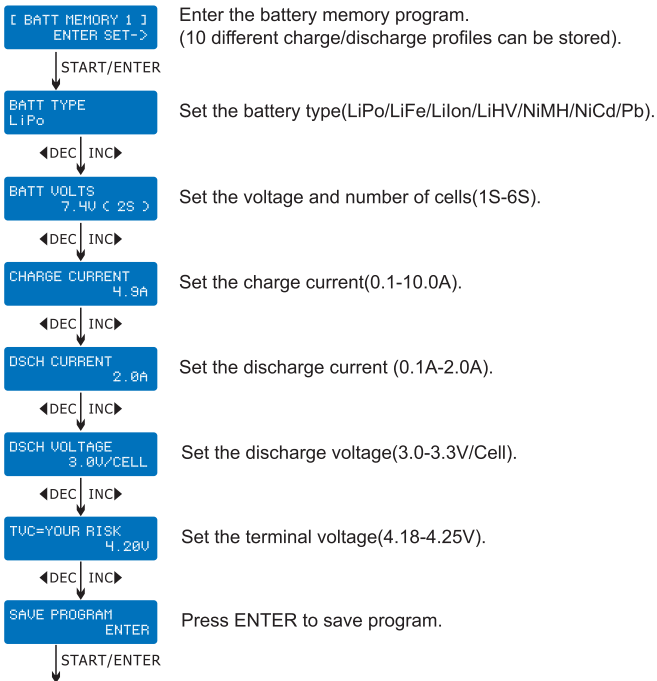 [ BATT MEMORY 1 ]
ENTER SET->
Enter the battery memory program.
(10 different charge/discharge profiles can be stored).
START/ENTER
BATT TYPE
LiPo
Set the battery type(LiPo/LiFe/LiIon/LiHV/NiMH/NiCd/Pb).
◀DEC INC▶
BATT VOLTS
7.4V ( 2S )
Set the voltage and number of cells(1S-6S).
◀DEC INC▶
CHARGE CURRENT
4.9A
Set the charge current(0.1-10.0A).
◀DEC INC▶
DSCH CURRENT
2.0A
Set the discharge current (0.1A-2.0A).
◀DEC INC▶
DSCH VOLTAGE
3.0V/CELL
Set the discharge voltage(3.0-3.3V/Cell).
◀DEC INC▶
TVC=YOUR RISK
4.20V
Set the terminal voltage(4.18-4.25V).
◀DEC INC▶
SAVE PROGRAM
ENTER
Press ENTER to save program.
START/ENTER